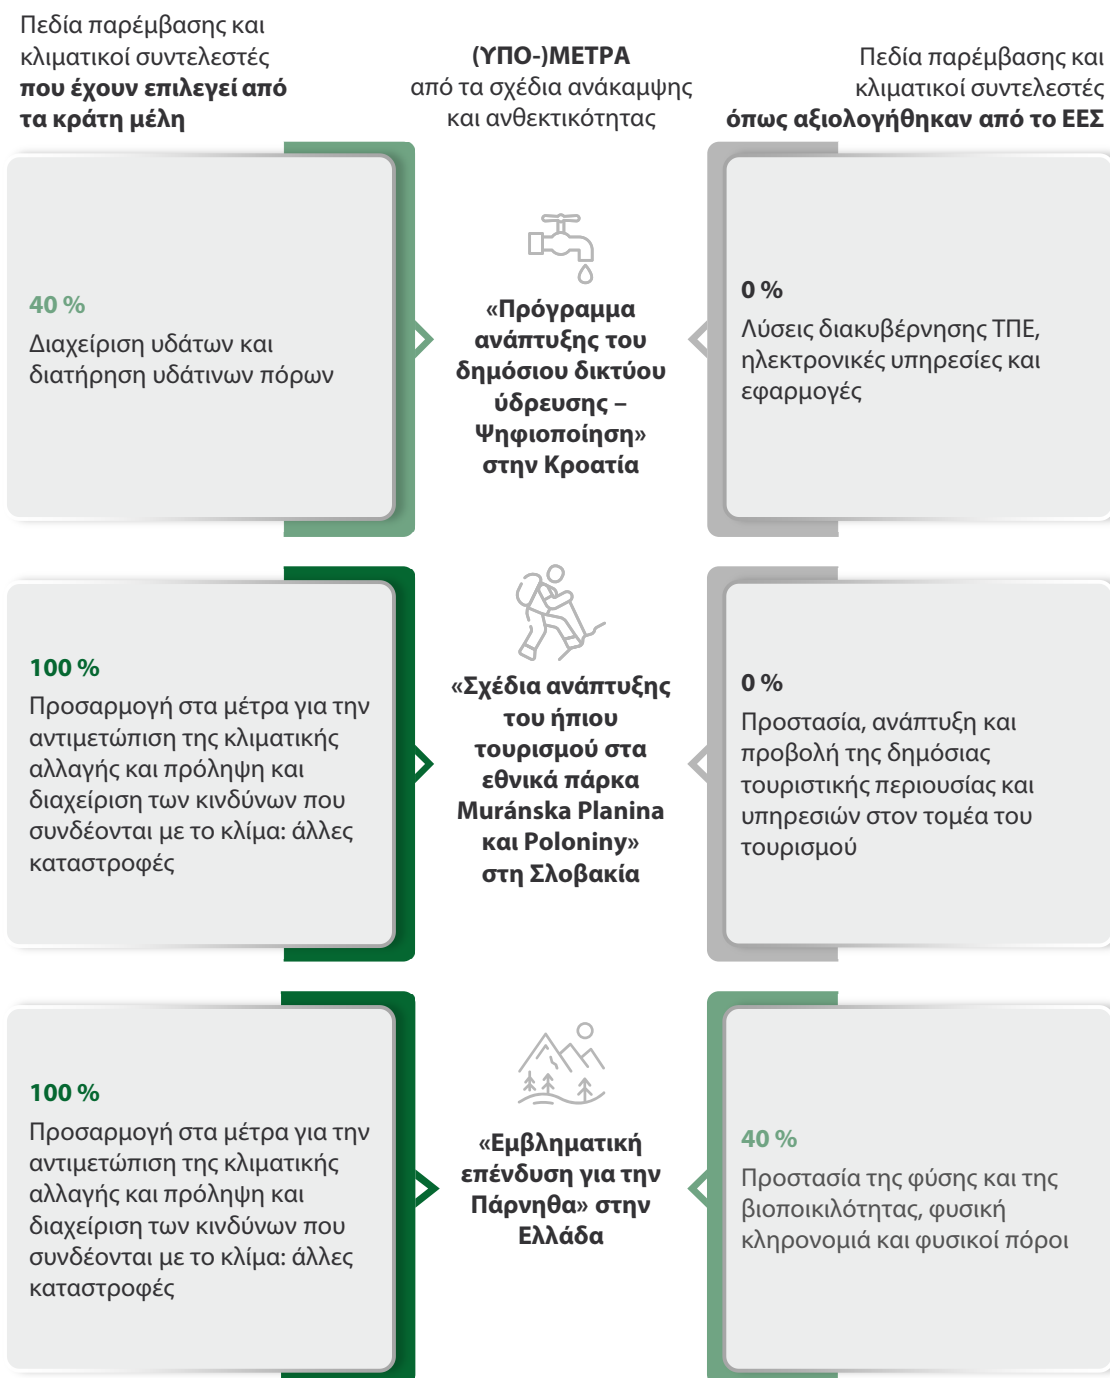 Πεδία παρέμβασης και
κλιματικοί συντελεστές
που έχουν επιλεγεί από
τα κράτη μέλη
(ΥΠΟ-)ΜΕΤΡΑ
από τα σχέδια ανάκαμψης
και ανθεκτικότητας
Πεδία παρέμβασης και
κλιματικοί συντελεστές
όπως αξιολογήθηκαν από το ΕΕΣ
40 %
Διαχείριση υδάτων και
διατήρηση υδάτινων πόρων
«Πρόγραμμα
ανάπτυξης του
δημόσιου δικτύου
ύδρευσης –
Ψηφιοποίηση»
στην Κροατία
0 %
Λύσεις διακυβέρνησης ΤΠΕ,
ηλεκτρονικές υπηρεσίες και
εφαρμογές
100 %
Προσαρμογή στα μέτρα για την
αντιμετώπιση της κλιματικής
αλλαγής και πρόληψη και
διαχείριση των κινδύνων που
συνδέονται με το κλίμα: άλλες
καταστροφές
«Σχέδια ανάπτυξης
του ήπιου
τουρισμού στα
εθνικά πάρκα
Muránska Planina
και Poloniny»
στη Σλοβακία
0 %
Προστασία, ανάπτυξη και
προβολή της δημόσιας
τουριστικής περιουσίας και
υπηρεσιών στον τομέα του
τουρισμού
100 %
Προσαρμογή στα μέτρα για την
αντιμετώπιση της κλιματικής
αλλαγής και πρόληψη και
διαχείριση των κινδύνων που
συνδέονται με το κλίμα: άλλες
καταστροφές
«Εμβληματική
επένδυση για την
Πάρνηθα» στην
Ελλάδα
40 %
Προστασία της φύσης και της
βιοποικιλότητας, φυσική
κληρονομιά και φυσικοί πόροι